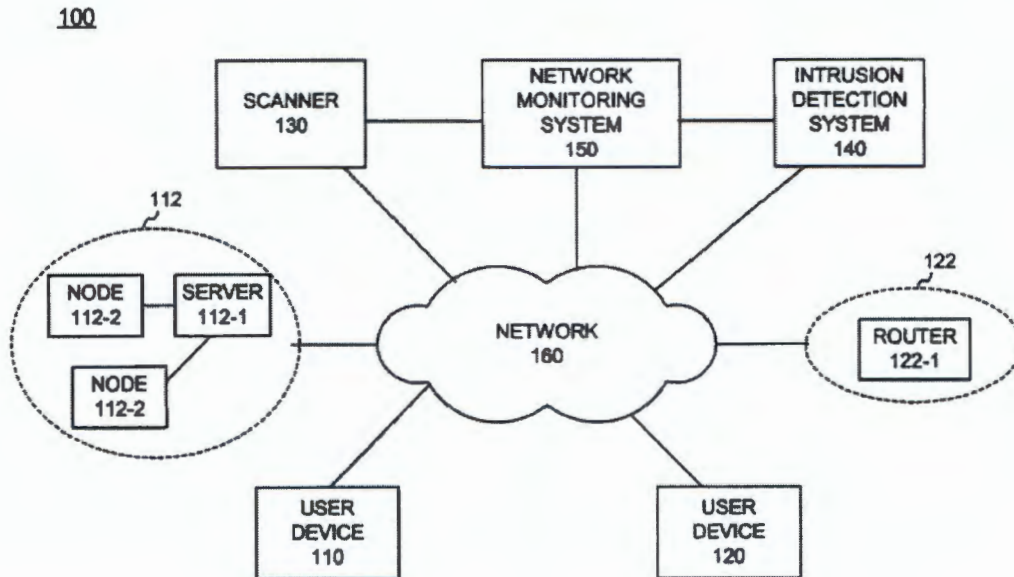 100
SCANNER
130
NETWORK
MONITORING
SYSTEM
150
INTRUSION
DETECTION
SYSTEM
140
112
NODE
112-2
SERVER
112-1
NODE
112-2
NETWORK
160
122
ROUTER
122-1
USER
DEVICE
110
USER
DEVICE
120